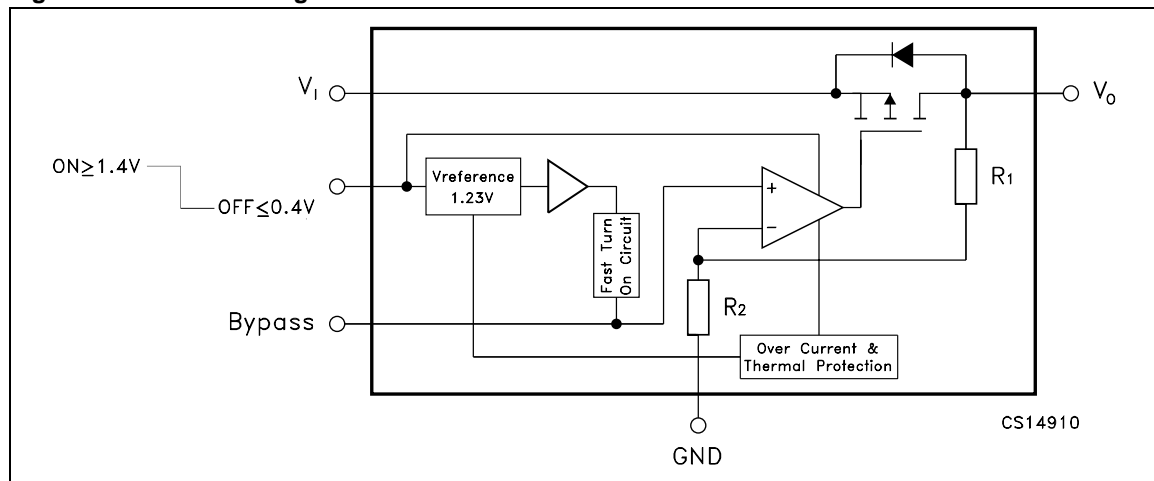 V_I
V_O
ON≥1.4V
OFF≤0.4V
Vreference
1.23V
+
−
R1
Fast Turn
On Circuit
R2
Bypass
Over Current &
Thermal Protection
GND
CS14910